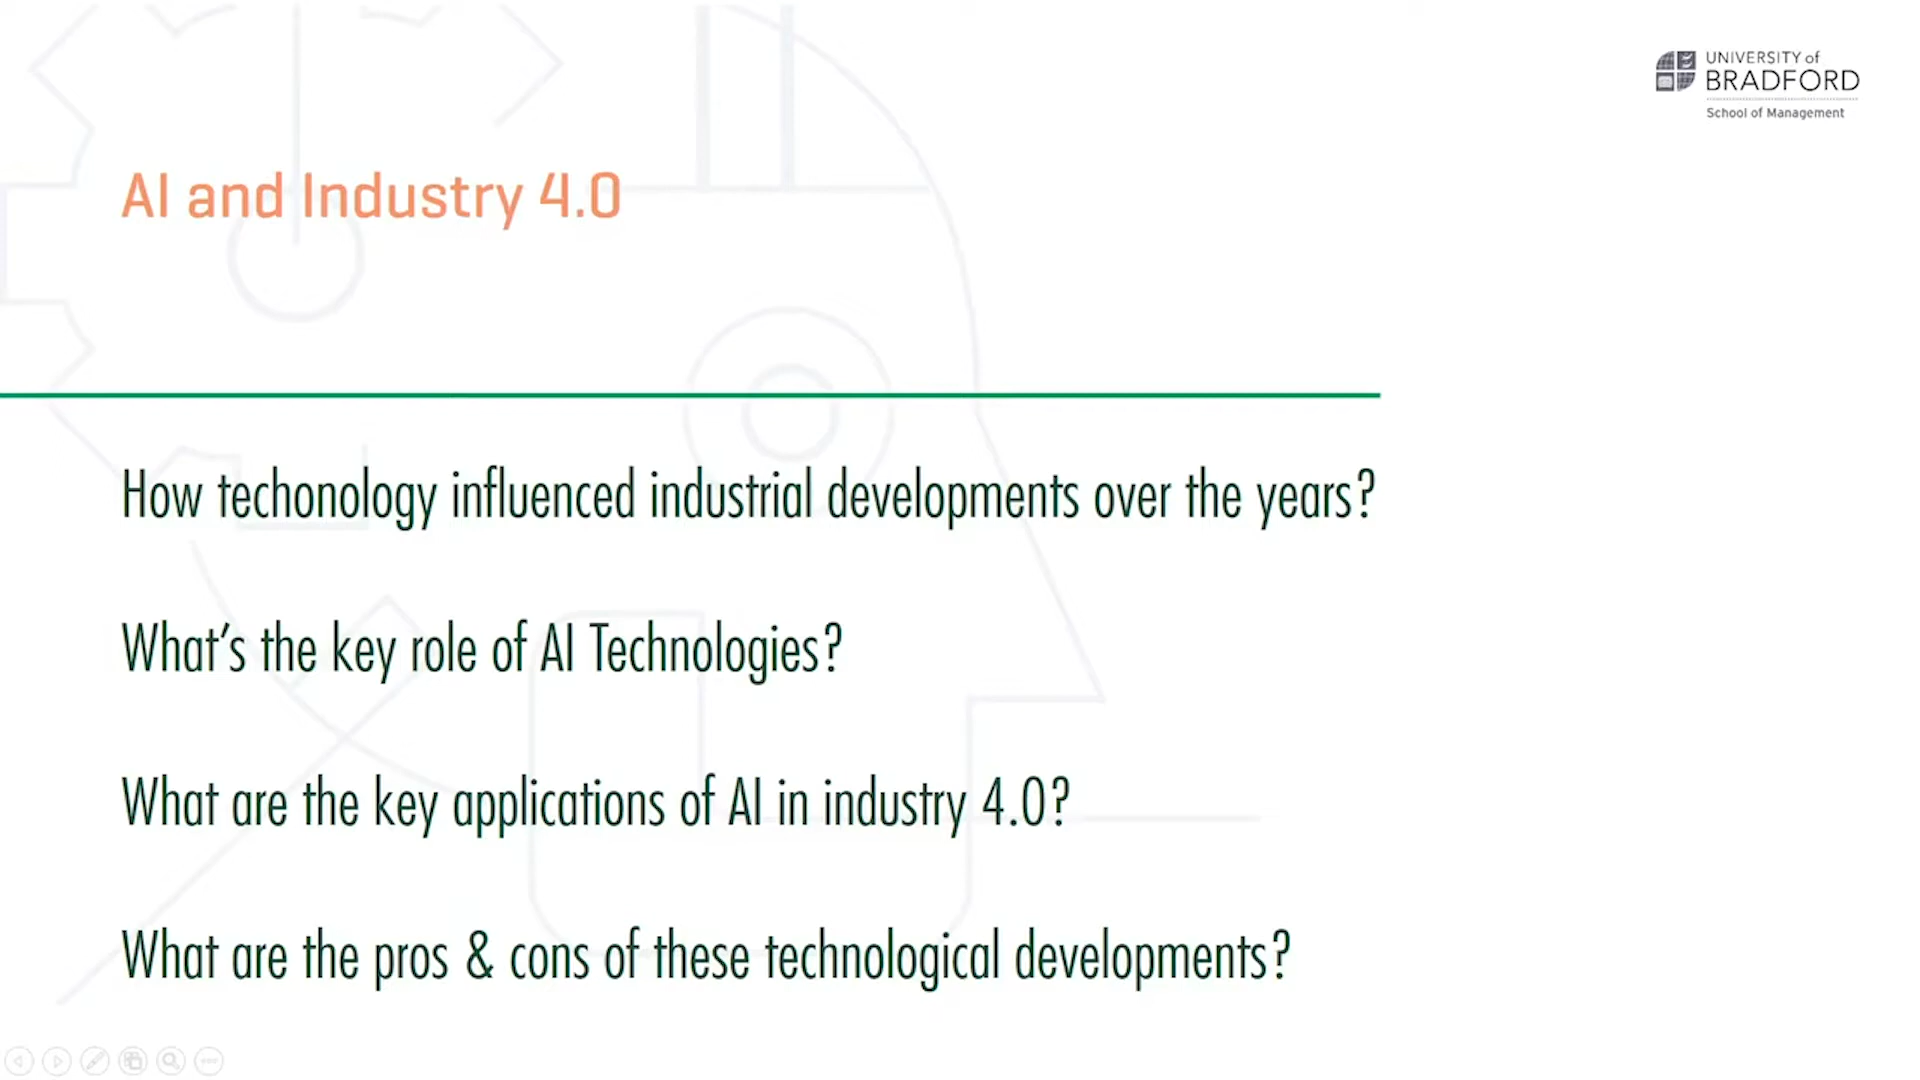 UNIVERSITY of
BRADFORD
School of Management
AI and Industry 4.0
How techonology influenced industrial developments over the years?
What's the key role of AI Technologies?
What are the key applications of AI in industry 4.0?
What are the pros & cons of these technological developments?